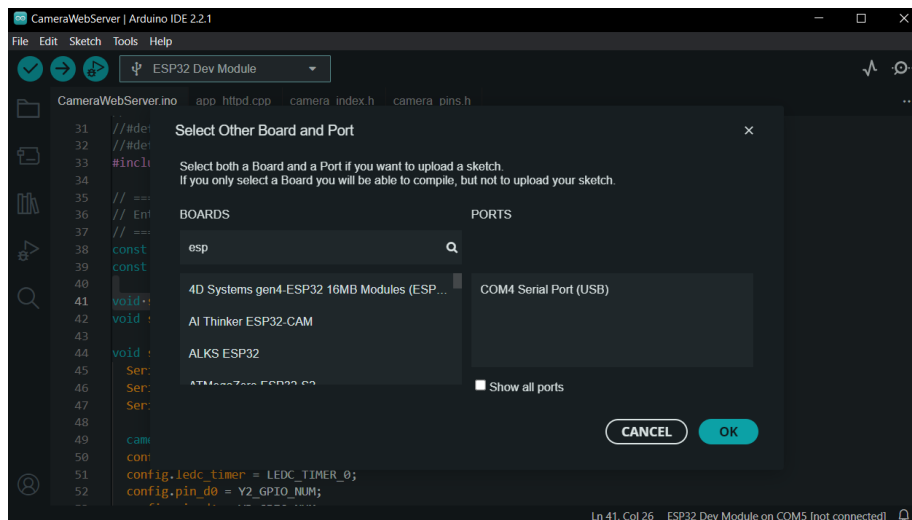 CameraWebServer | Arduino IDE 2.2.1
File Edit Sketch Tools Help
ESP32 Dev Module
CameraWebServer.ino app_httpd.cpp camera_index.h camera_pins.h
Select Other Board and Port
Select both a Board and a Port if you want to upload a sketch.
If you only select a Board you will be able to compile, but not to upload your sketch.
BOARDS
PORTS
esp
4D Systems gen4-ESP32 16MB Modules (ESP...
AI Thinker ESP32-CAM
ALKS ESP32
COM4 Serial Port (USB)
Show all ports
CANCEL
OK
31 //#de
32 //#de
33 #incl
34
35 // ===
36 // Ent
37 // ===
38 const
39 const
40
41 void
42 void
43
44 void
45 Ser
46 Ser
47 Ser
48
49 cam
50 con
51 config.ledc_timer = LEDC_TIMER_0;
52 config.pin_d0 = Y2_GPIO_NUM;
Ln 41, Col 26 ESP32 Dev Module on COM5 [not connected]